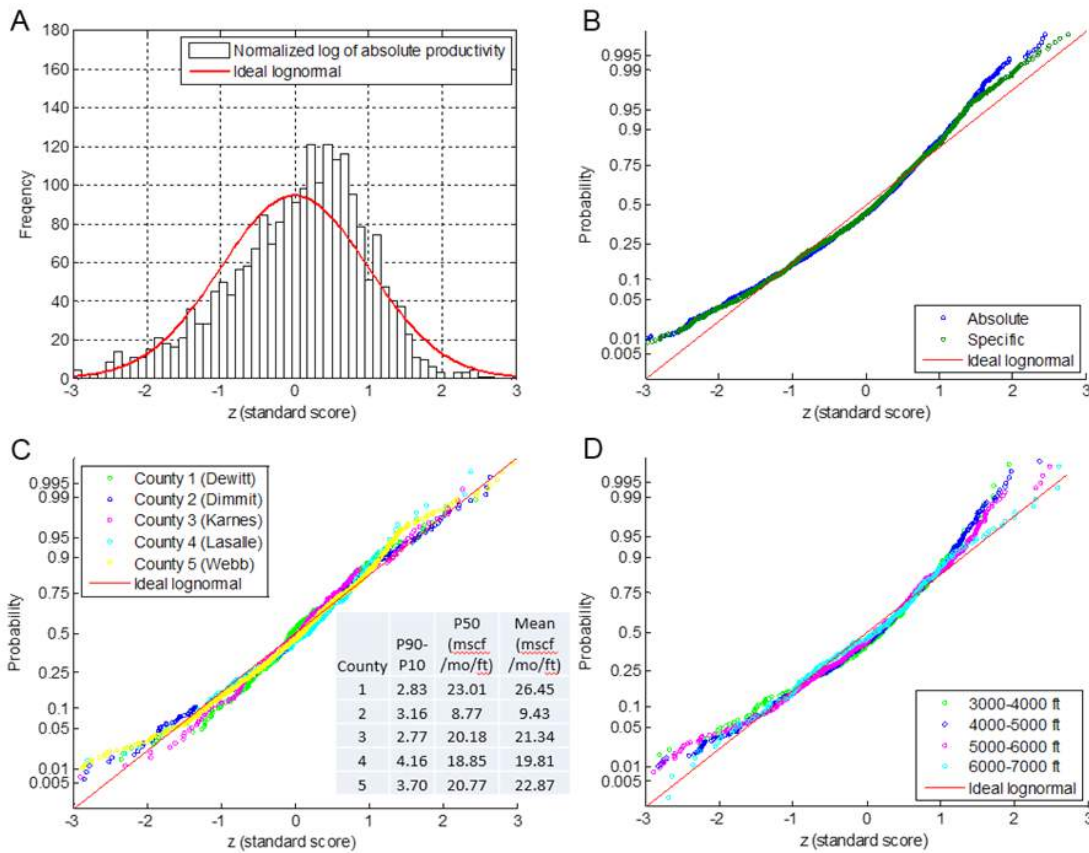 A
Normalized log of absolute productivity
Ideal lognormal
180
160
140
120
100
80
60
40
20
0
Freqency
-3
-2
-1
0
1
2
3
z (standard score)
B
0.995
0.99
0.95
0.9
0.75
0.5
0.25
0.1
0.05
0.01
0.005
Probability
Absolute
Specific
Ideal lognormal
-3
-2
-1
0
1
2
3
z (standard score)
C
County 1 (Dewitt)
County 2 (Dimmit)
County 3 (Karnes)
County 4 (Lasalle)
County 5 (Webb)
Ideal lognormal
0.995
0.99
0.95
0.9
0.75
0.5
0.25
0.1
0.05
0.01
0.005
Probability
County P90-P10 P50 (mscf /mo/ft) Mean (mscf /mo/ft)
1 2.83 23.01 26.45
2 3.16 8.77 9.43
3 2.77 20.18 21.34
4 4.16 18.85 19.81
5 3.70 20.77 22.87
-3
-2
-1
0
1
2
3
z (standard score)
D
0.995
0.99
0.95
0.9
0.75
0.5
0.25
0.1
0.05
0.01
0.005
Probability
3000-4000 ft
4000-5000 ft
5000-6000 ft
6000-7000 ft
Ideal lognormal
-3
-2
-1
0
1
2
3
z (standard score)